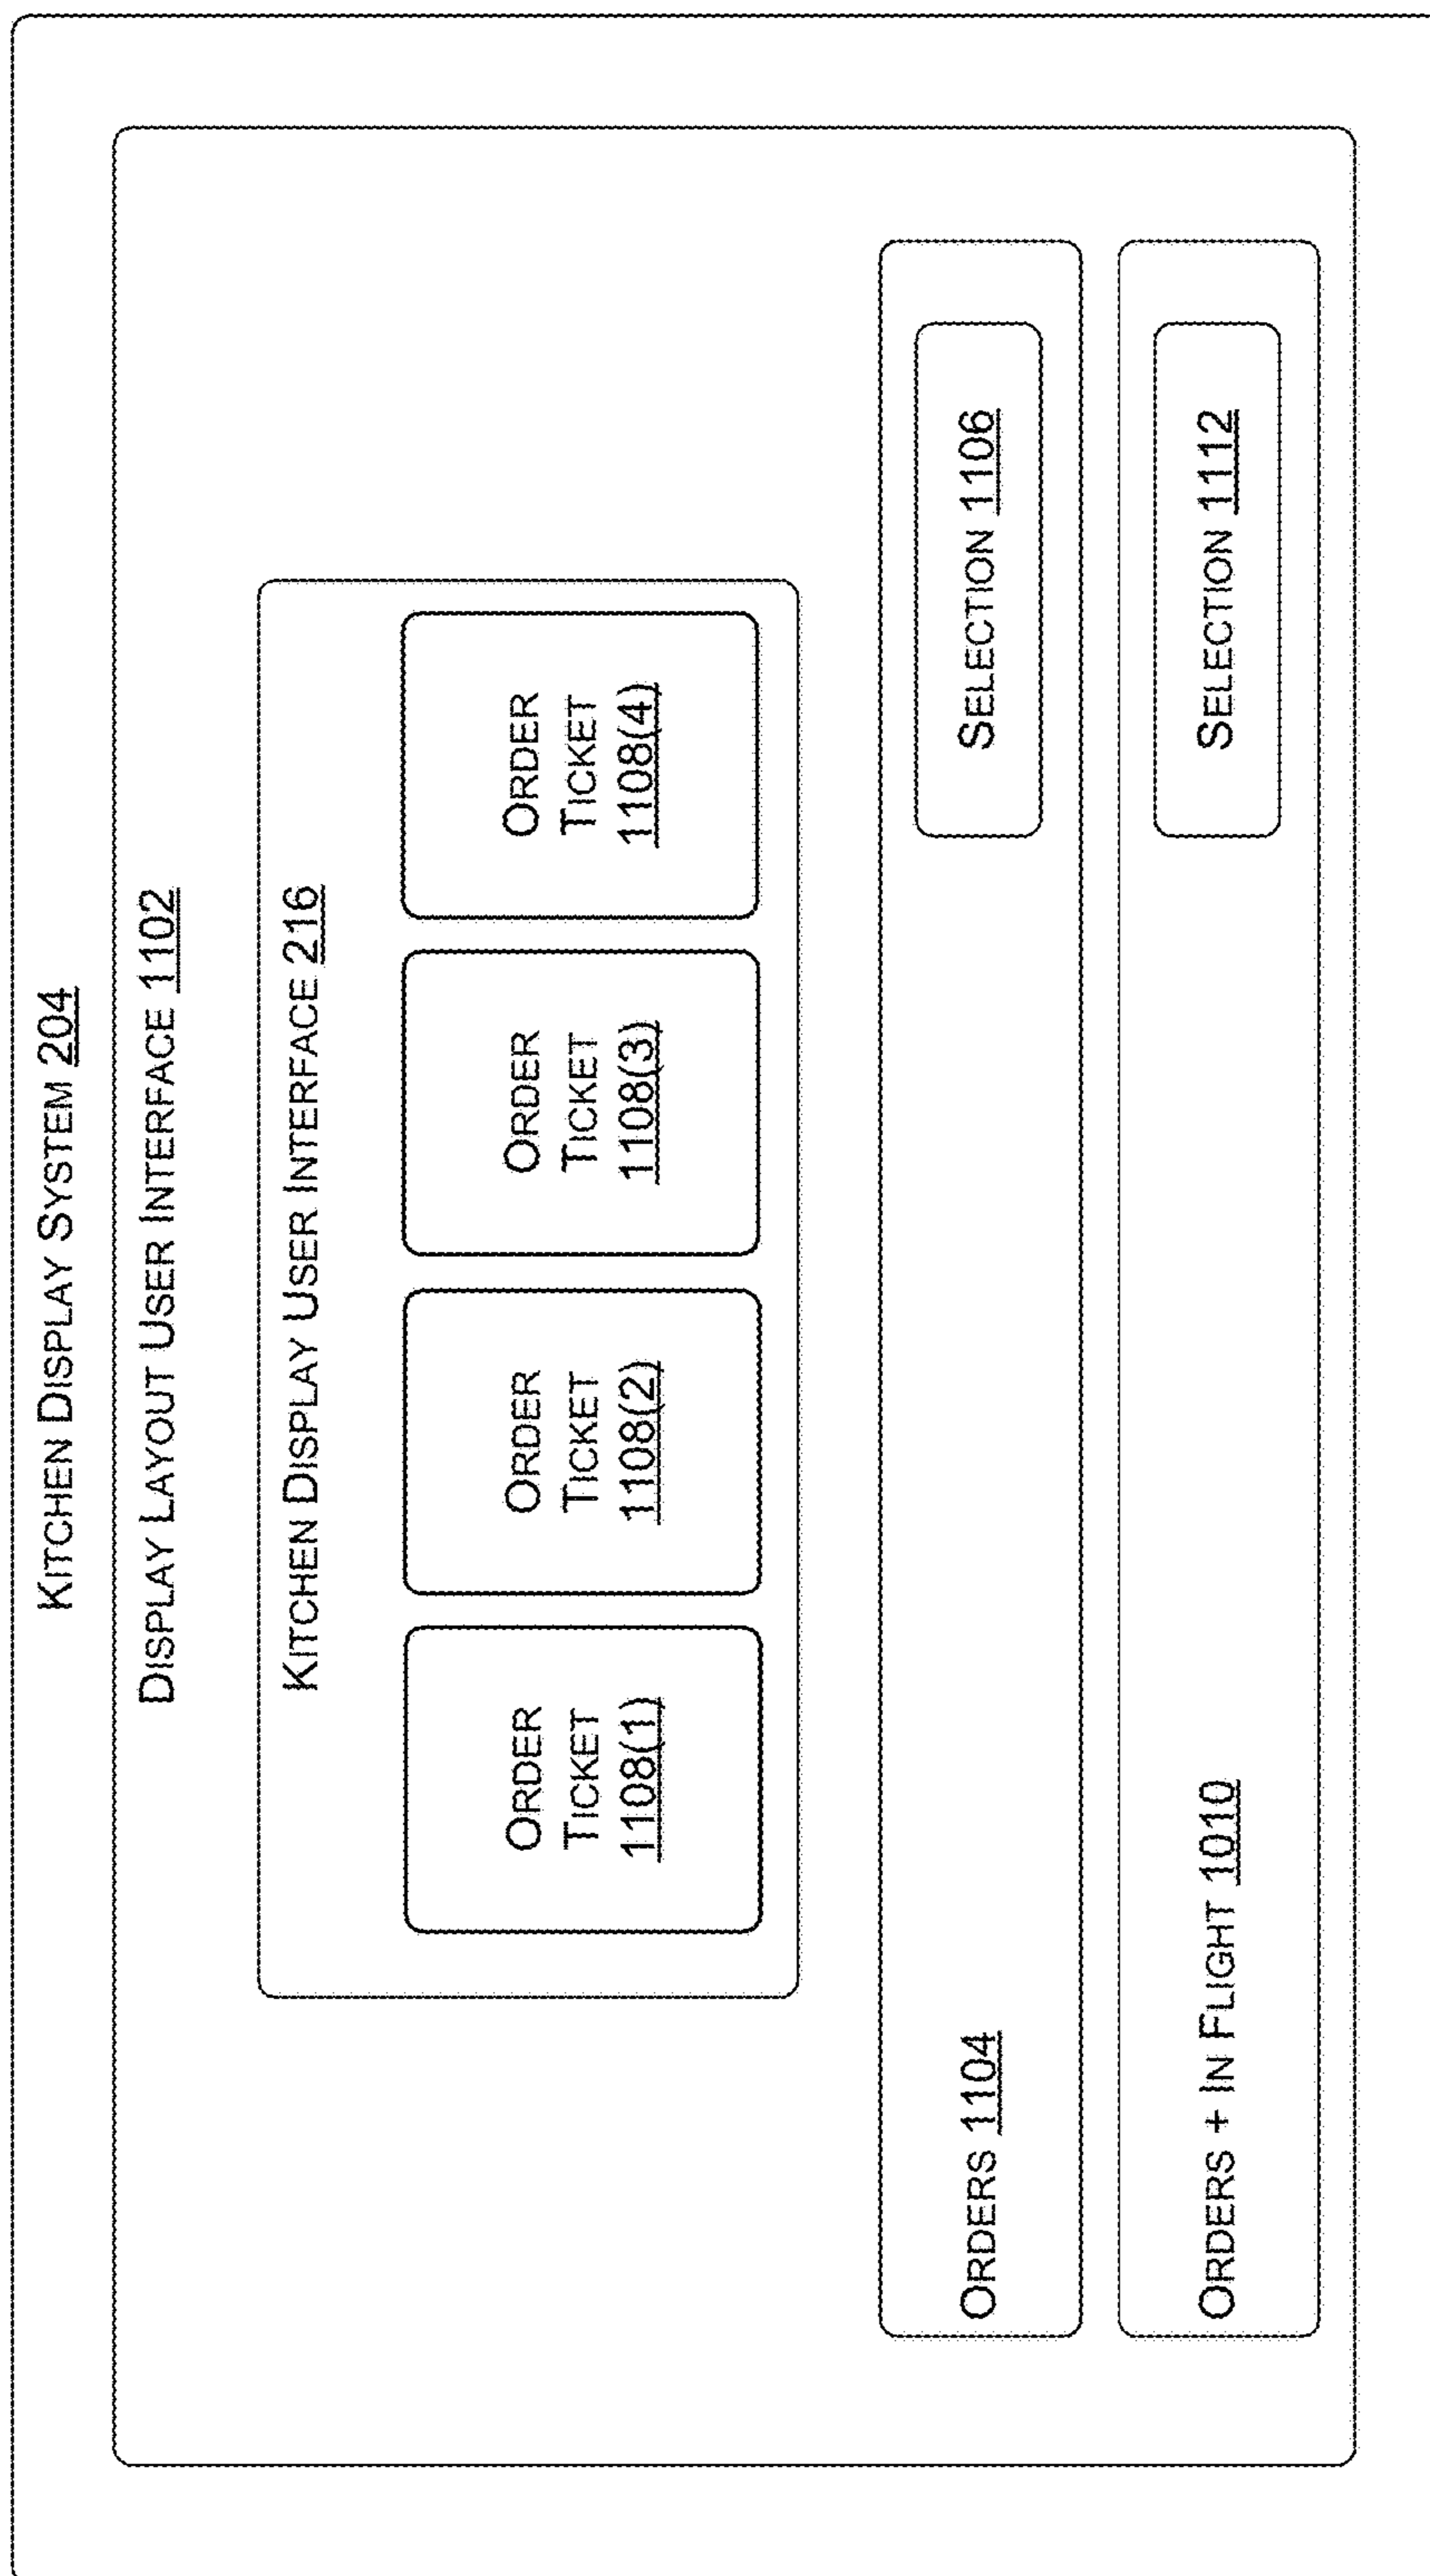 KITCHEN DISPLAY SYSTEM 204
DISPLAY LAYOUT USER INTERFACE 1102
KITCHEN DISPLAY USER INTERFACE 216
ORDER
TICKET
1108(1)
ORDER
TICKET
1108(2)
ORDER
TICKET
1108(3)
ORDER
TICKET
1108(4)
ORDERS 1104
SELECTION 1106
ORDERS + IN FLIGHT 1010
SELECTION 1112